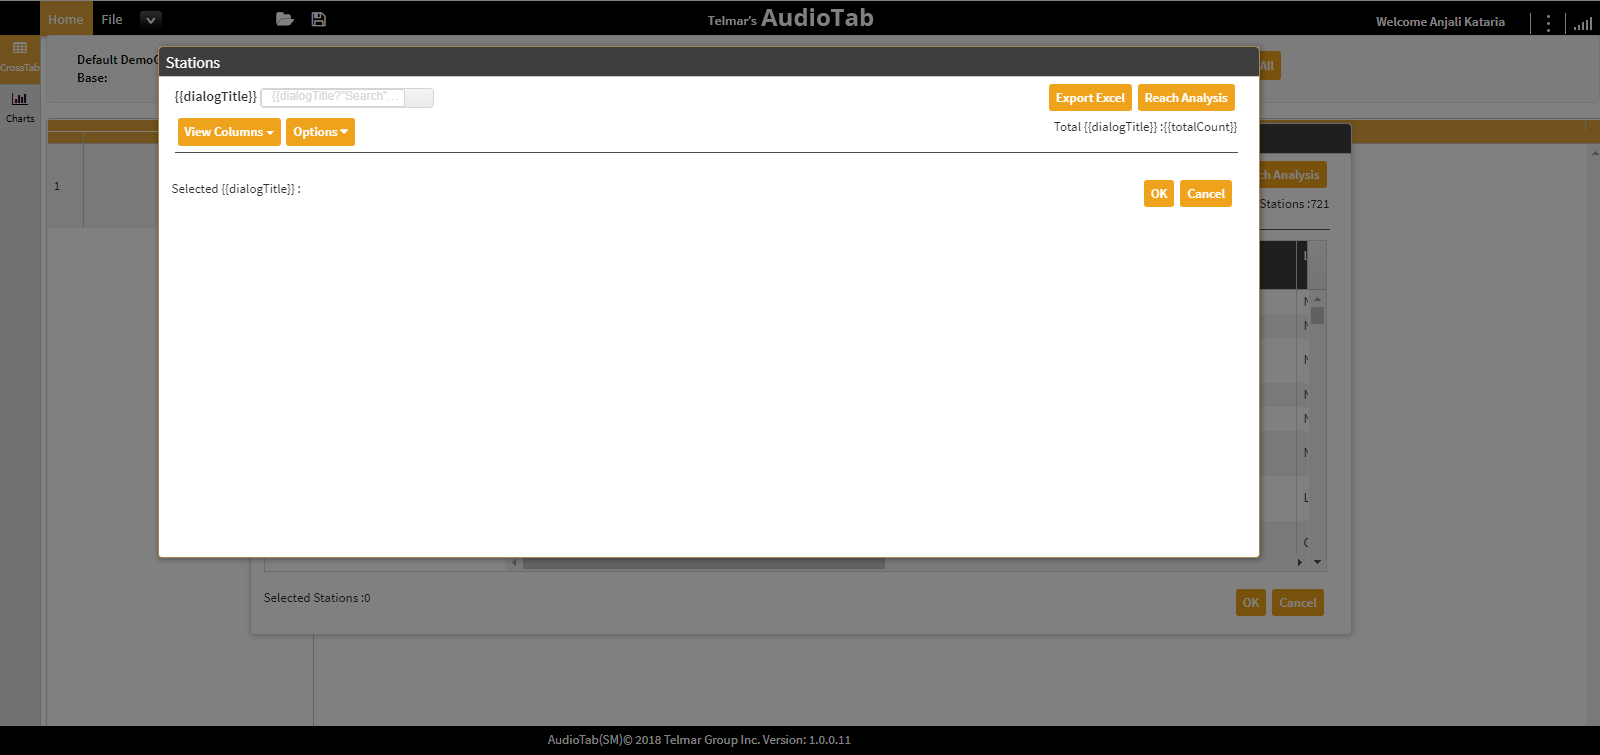 Home File Telmar's AudioTab Welcome Anjali Kataria
CrossTab
Charts
Default Demo
Base:
All
1
Stations
{{dialogTitle}} {{dialogTitle?"Search"...
Export Excel Reach Analysis
View Columns Options
Total {{dialogTitle}} :{{totalCount}}
Selected {{dialogTitle}} :
OK Cancel
ch Analysis
Stations :721
Selected Stations :0
OK Cancel
AudioTab(SM)© 2018 Telmar Group Inc. Version: 1.0.0.11